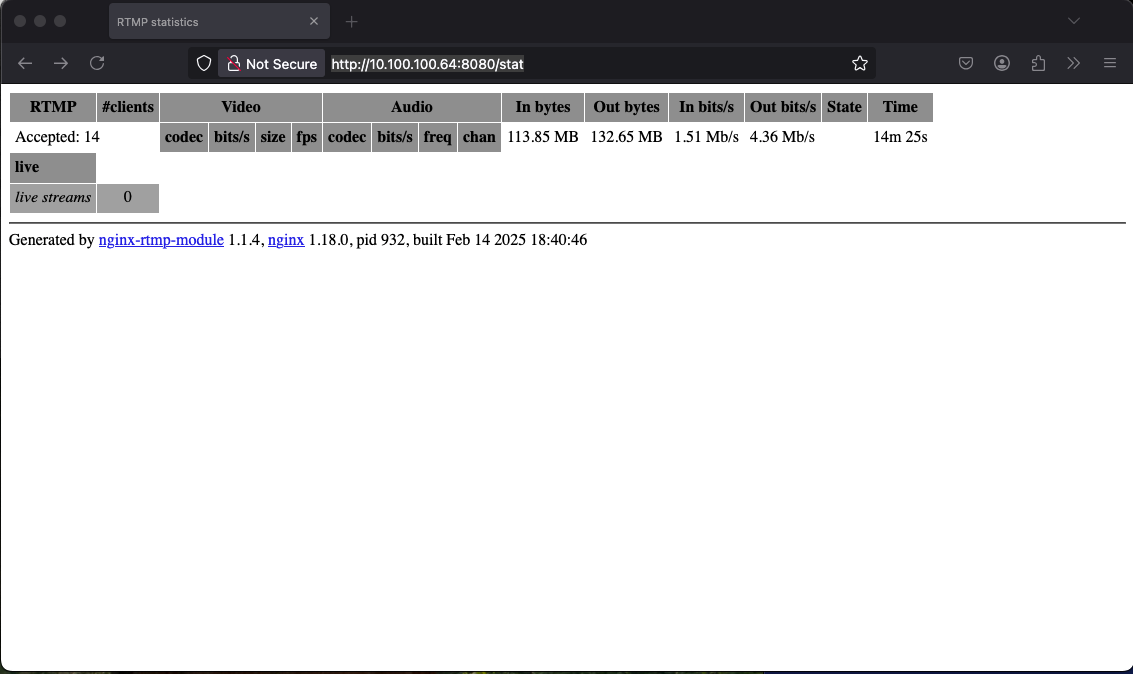 RTMP statistics
Not Secure http://10.100.100.64:8080/stat
RTMP #clients Video Audio In bytes Out bytes In bits/s Out bits/s State Time
Accepted: 14 codec bits/s size fps codec bits/s freq chan 113.85 MB 132.65 MB 1.51 Mb/s 4.36 Mb/s 14m 25s
live
live streams 0
Generated by nginx-rtmp-module 1.1.4, nginx 1.18.0, pid 932, built Feb 14 2025 18:40:46